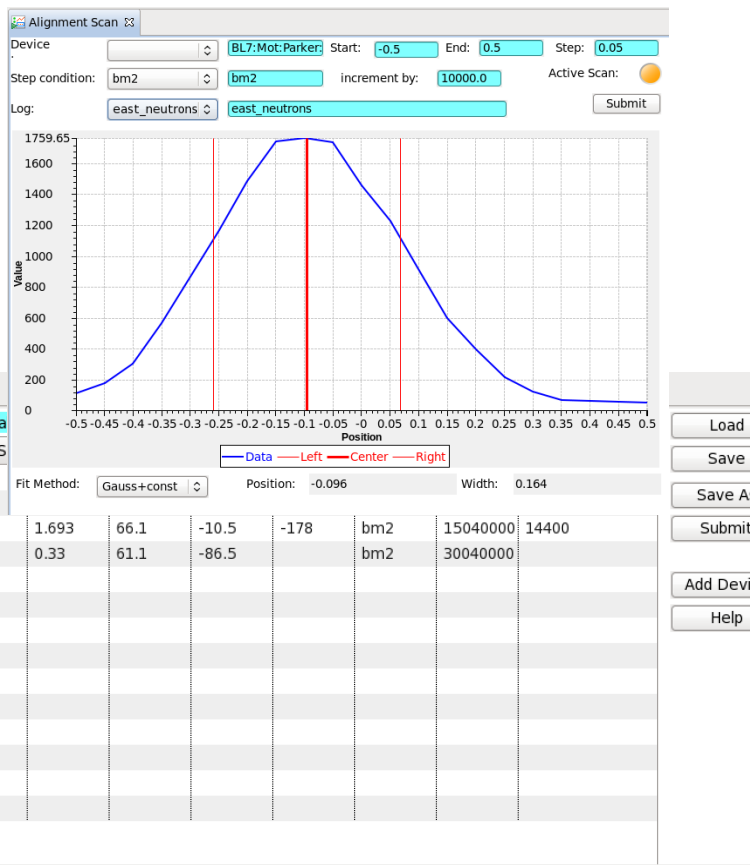 Alignment Scan
Device BL7:Mot:Parker: Start: -0.5 End: 0.5 Step: 0.05
.
Step condition: bm2 bm2 increment by: 10000.0 Active Scan:
Log: east_neutrons east_neutrons Submit
1759.65
1600
1400
1200
1000
800
600
400
200
0
Value
-0.5 -0.45 -0.4 -0.35 -0.3 -0.25 -0.2 -0.15 -0.1 -0.05 -0 0.05 0.1 0.15 0.2 0.25 0.3 0.35 0.4 0.45 0.5
Position
Data Left Center Right
Fit Method: Gauss+const Position: -0.096 Width: 0.164
1.693 66.1 -10.5 -178 bm2 15040000 14400
0.33 61.1 -86.5 bm2 30040000
Load
Save
Save A
Submit
Add Devi
Help